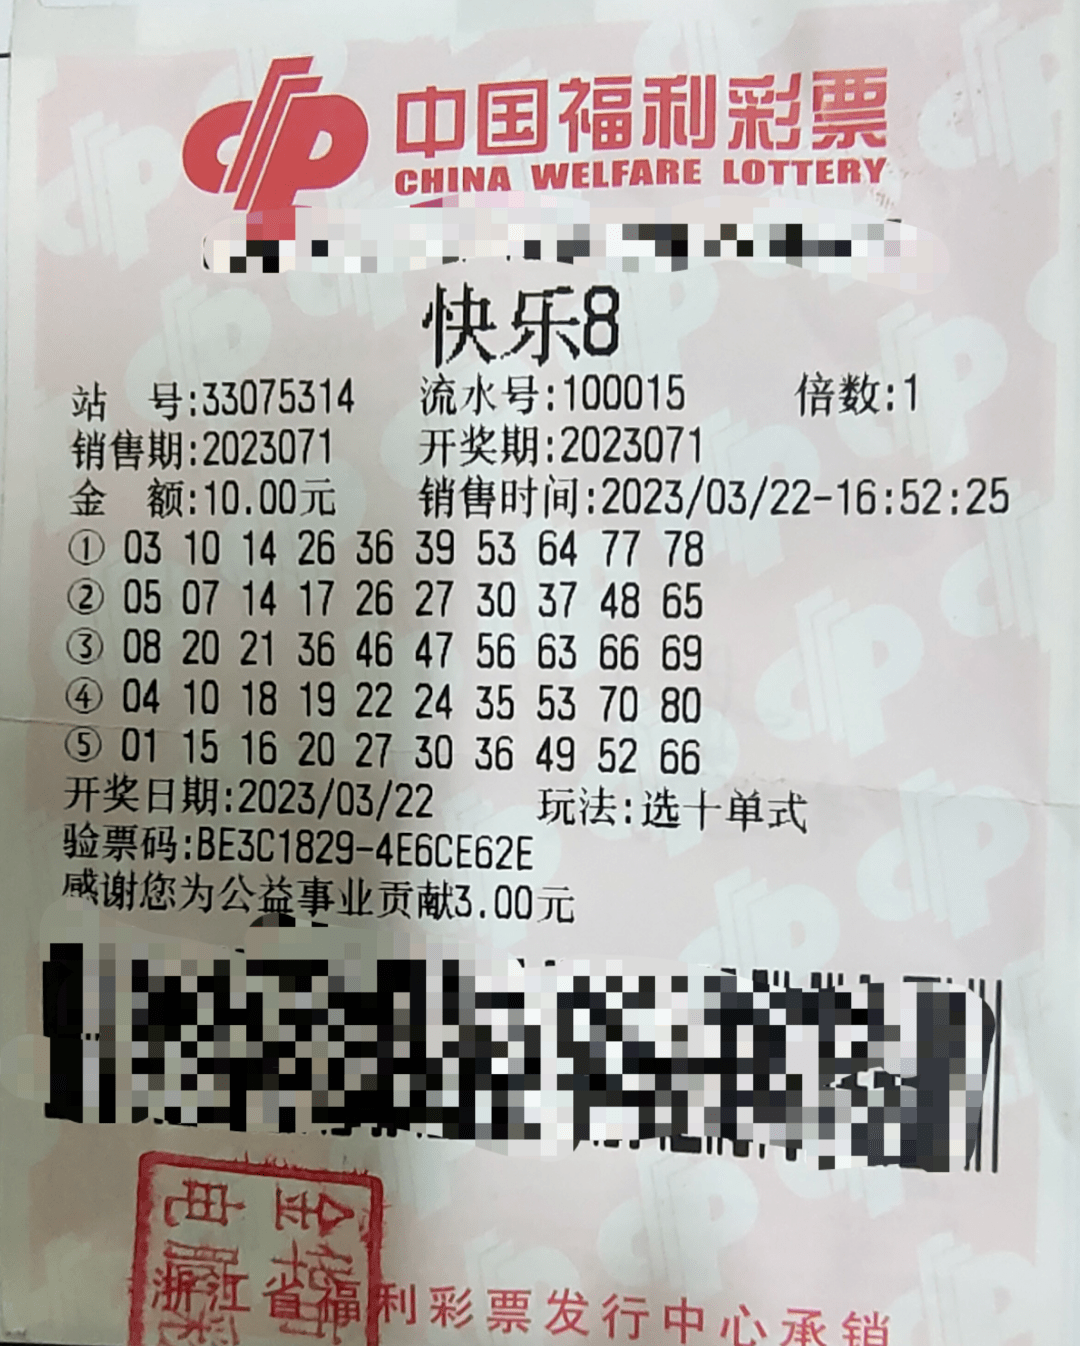 中国福利彩票
CHINA WELFARE LOTTERY
快乐8
站 号:33075314 流水号:100015 倍数:1
销售期:2023071 开奖期:2023071
金 额:10.00元 销售时间:2023/03/22-16:52:25
① 03 10 14 26 36 39 53 64 77 78
② 05 07 14 17 26 27 30 37 48 65
③ 08 20 21 36 46 47 56 63 66 69
④ 04 10 18 19 22 24 35 53 70 80
⑤ 01 15 16 20 27 30 36 49 52 66
开奖日期:2023/03/22 玩法:选十单式
验票码:BE3C1829-4E6CE62E
感谢您为公益事业贡献3.00元
浙江省福利彩票发行中心承销